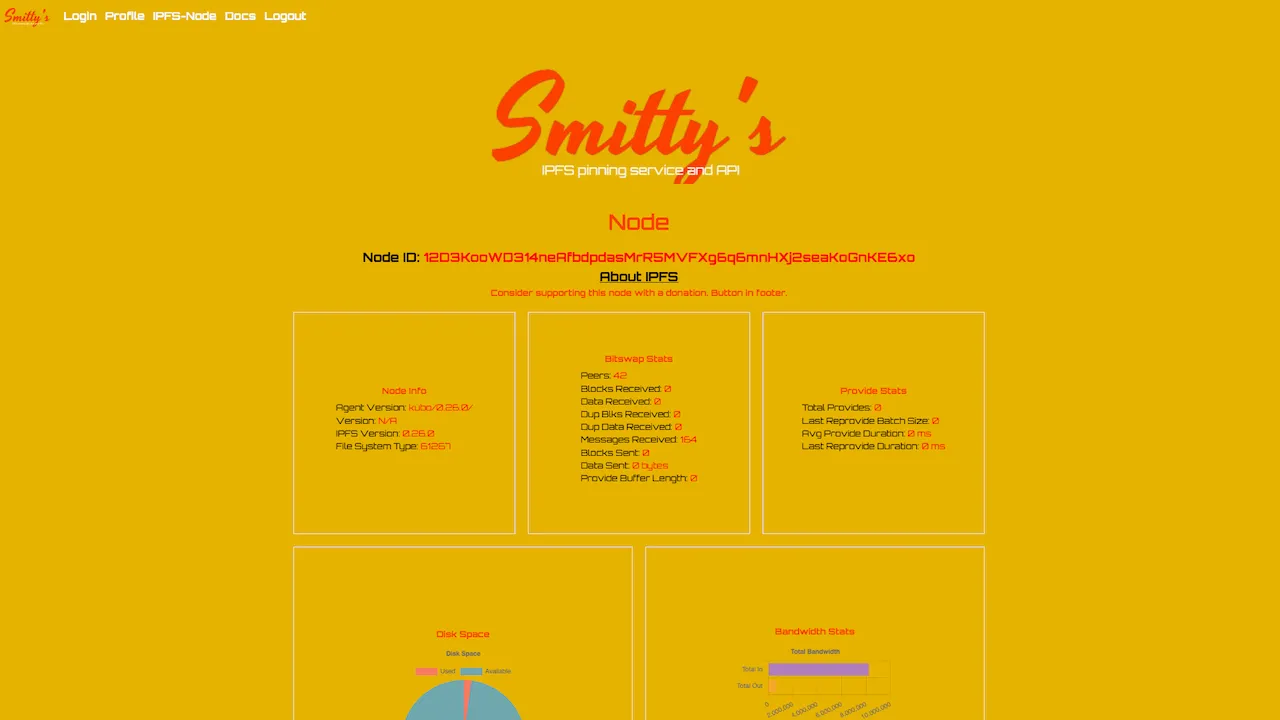 Smitty's Login Profile IPFS-Node Docs Logout
Smitty's
IPFS pinning service and API
Node
Node ID: 12D3KooWD314neAfbdpdasMrR5MVFXg6q6mnHXj2seaKoGnKE6xo
About IPFS
Consider supporting this node with a donation. Button in footer.
Node Info
Agent Version: kubo/0.26.0/
Version: N/A
IPFS Version: 0.26.0
File System Type: 61267
Bitswap Stats
Peers: 42
Blocks Received: 0
Data Received: 0
Dup Blks Received: 0
Dup Data Received: 0
Messages Received: 164
Blocks Sent: 0
Data Sent: 0 bytes
Provide Buffer Length: 0
Provide Stats
Total Provides: 0
Last Reprovide Batch Size: 0
Avg Provide Duration: 0 ms
Last Reprovide Duration: 0 ms
Disk Space
Disk Space
Used Available
Bandwidth Stats
Total Bandwidth
Total In
Total Out
0 2,000,000 4,000,000 6,000,000 8,000,000 10,000,000